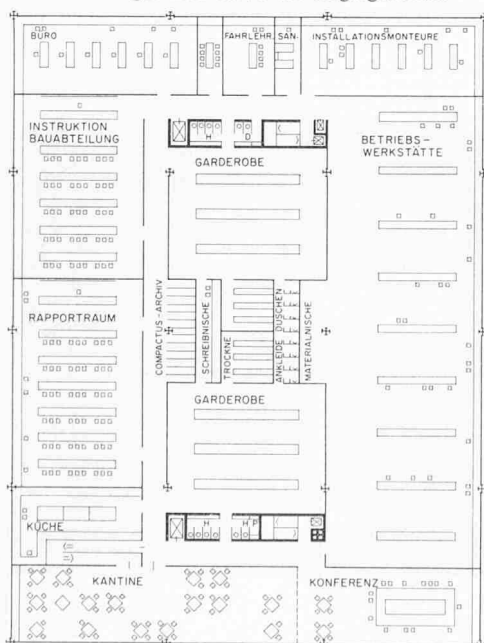 BÜRO
FAHRLEHR.
SAN.
INSTALLATIONSMONTEURE
INSTRUKTION
BAUABTEILUNG
H
D
BETRIEBS-
WERKSTÄTTE
GARDEROBE
RAPPORTRAUM
COMPACTUS-ARCHIV
SCHREIBNISCHE
TROCKNE
ANKLEIDE DUSCHEN
MATERIALNISCHE
GARDEROBE
H
H
P
KÜCHE
KANTINE
KONFERENZ